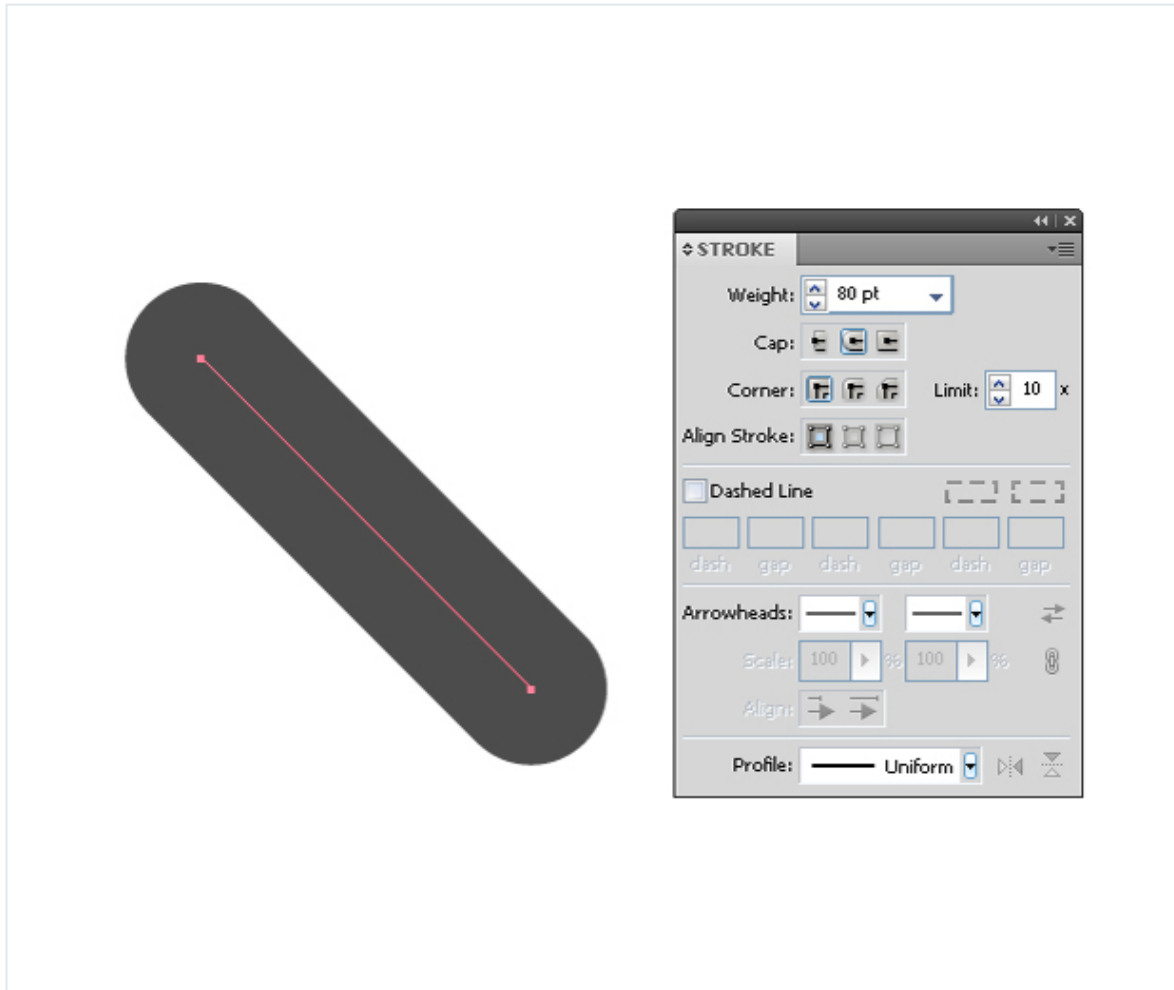 STROKE
Weight: 80 pt
Cap:
Corner: Limit: 10 x
Align Stroke:
Dashed Line
dash gap dash gap dash gap
Arrowheads:
Scale: 100 % 100 %
Align:
Profile: Uniform